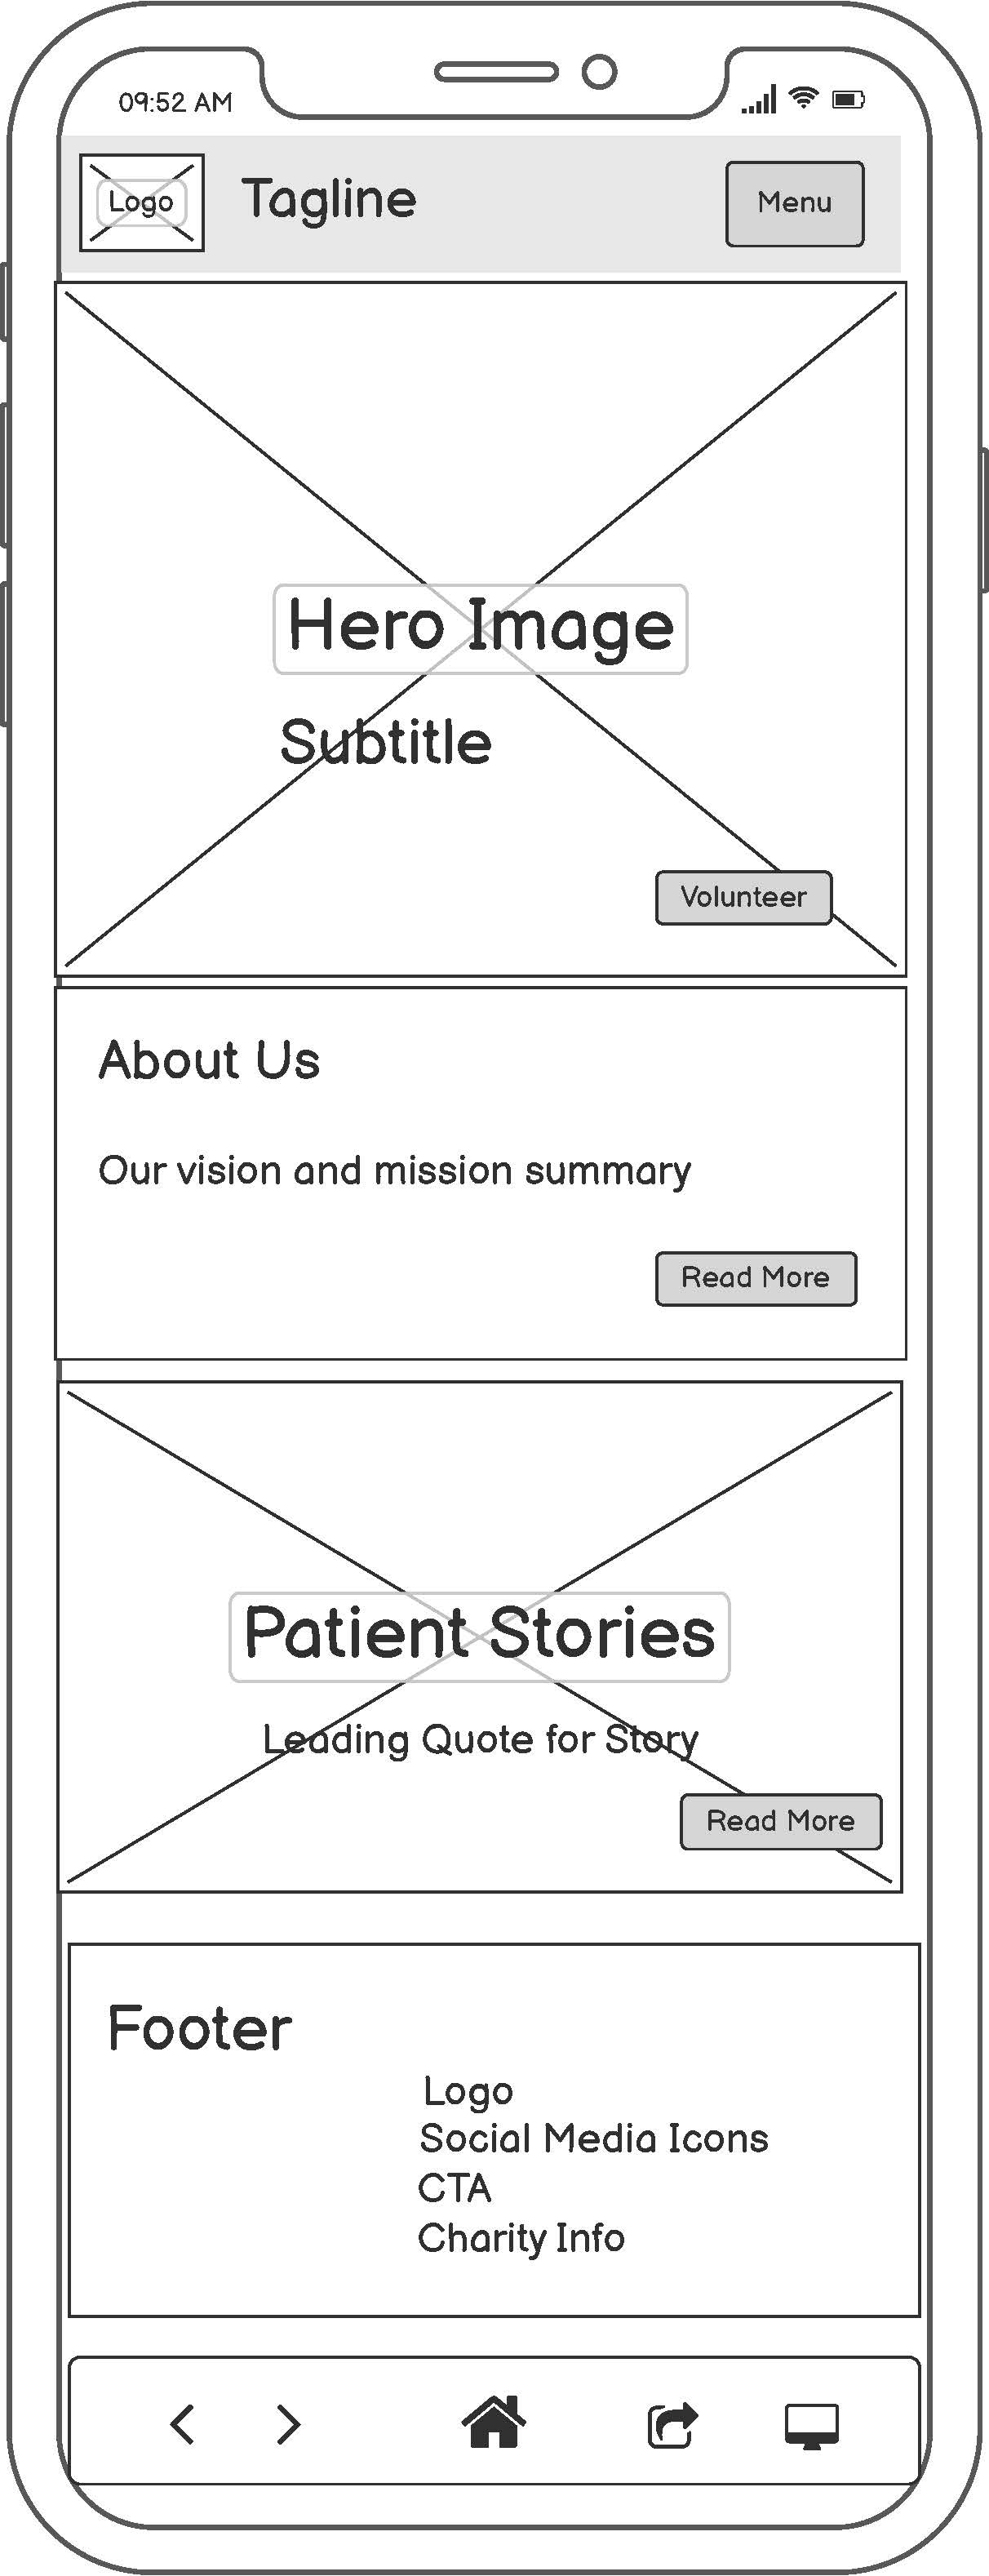 09:52 AM
Logo
Tagline
Menu
Hero Image
Subtitle
Volunteer
About Us
Our vision and mission summary
Read More
Patient Stories
Leading Quote for Story
Read More
Footer
Logo
Social Media Icons
CTA
Charity Info